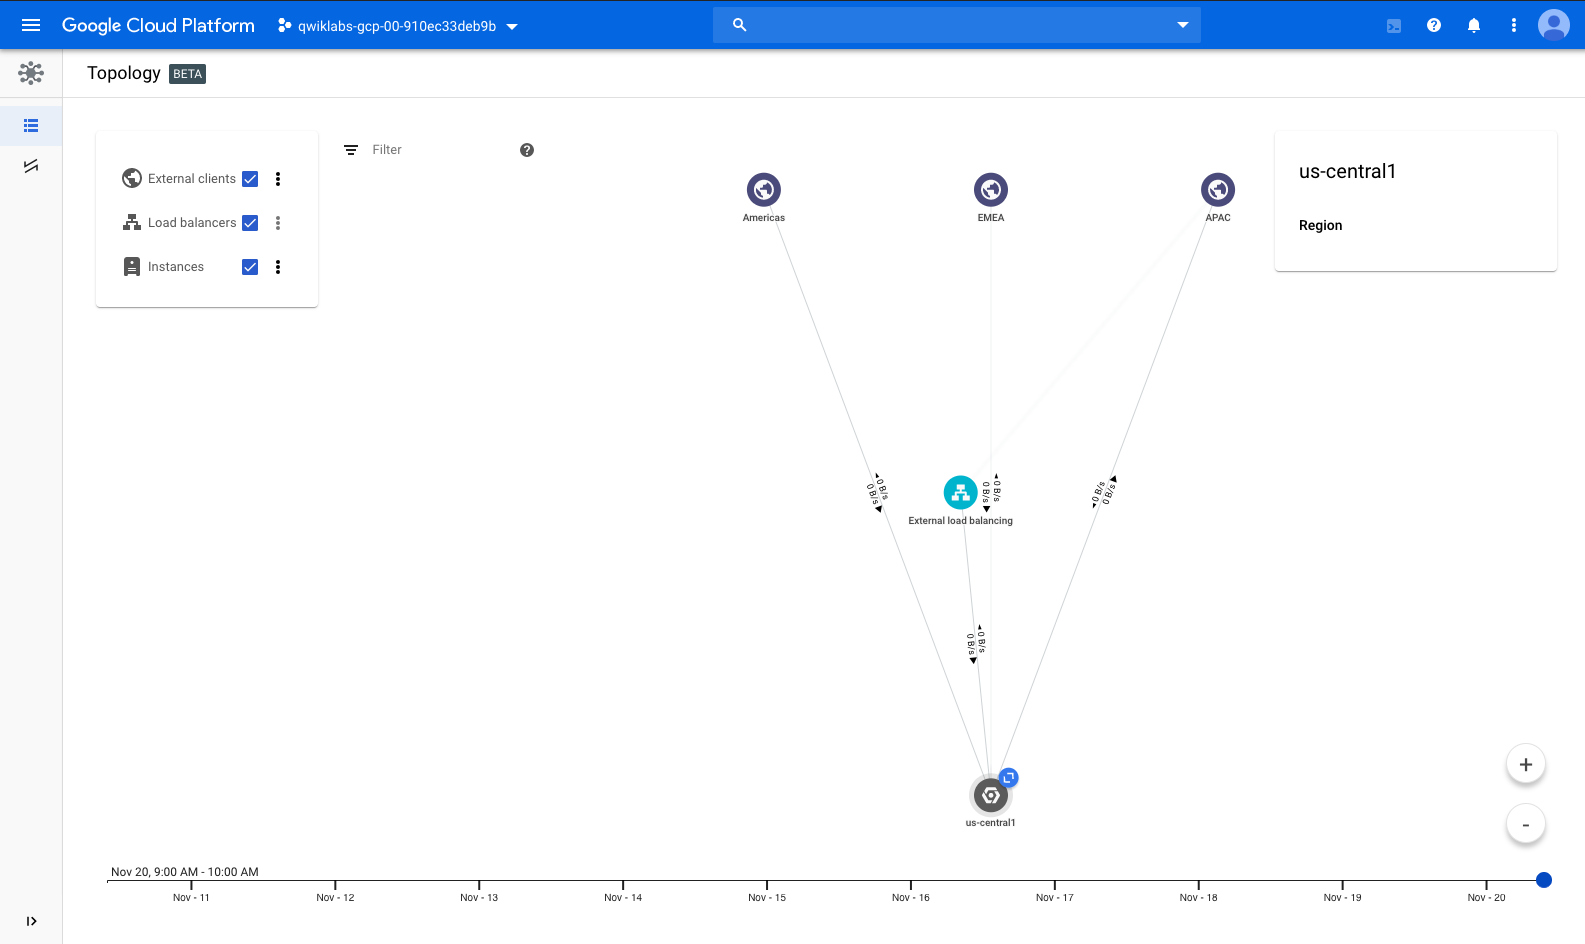 Google Cloud Platform
qwiklabs-gcp-00-910ec33deb9b
Topology BETA
External clients
Load balancers
Instances
Filter
Americas
EMEA
APAC
us-central1
Region
0 B/s
0 B/s
0 B/s
0 B/s
0 B/s
0 B/s
External load balancing
0 B/s
0 B/s
us-central1
+
-
Nov 20, 9:00 AM - 10:00 AM
Nov - 11
Nov - 12
Nov - 13
Nov - 14
Nov - 15
Nov - 16
Nov - 17
Nov - 18
Nov - 19
Nov - 20